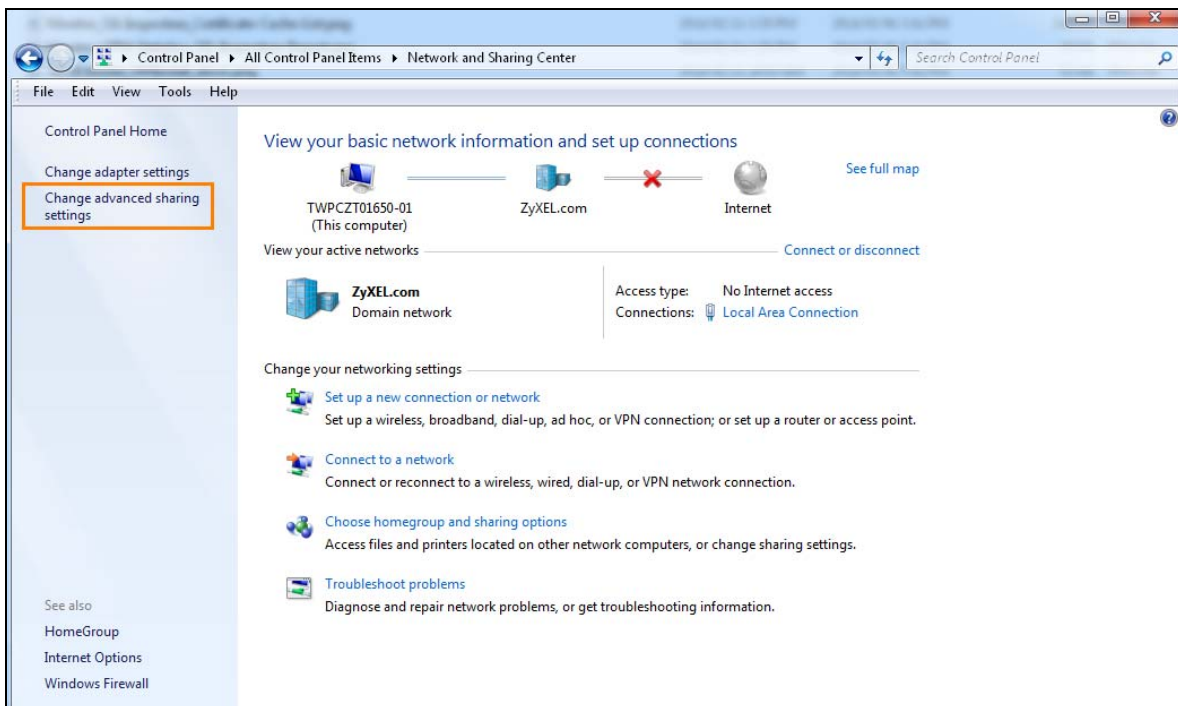 Control Panel All Control Panel Items Network and Sharing Center
Search Control Panel
File Edit View Tools Help
Control Panel Home
Change adapter settings
Change advanced sharing
settings
See also
HomeGroup
Internet Options
Windows Firewall
View your basic network information and set up connections
See full map
TWPCZT01650-01
(This computer)
ZyXEL.com
Internet
View your active networks
Connect or disconnect
ZyXEL.com
Domain network
Access type: No Internet access
Connections: Local Area Connection
Change your networking settings
Set up a new connection or network
Set up a wireless, broadband, dial-up, ad hoc, or VPN connection; or set up a router or access point.
Connect to a network
Connect or reconnect to a wireless, wired, dial-up, or VPN network connection.
Choose homegroup and sharing options
Access files and printers located on other network computers, or change sharing settings.
Troubleshoot problems
Diagnose and repair network problems, or get troubleshooting information.